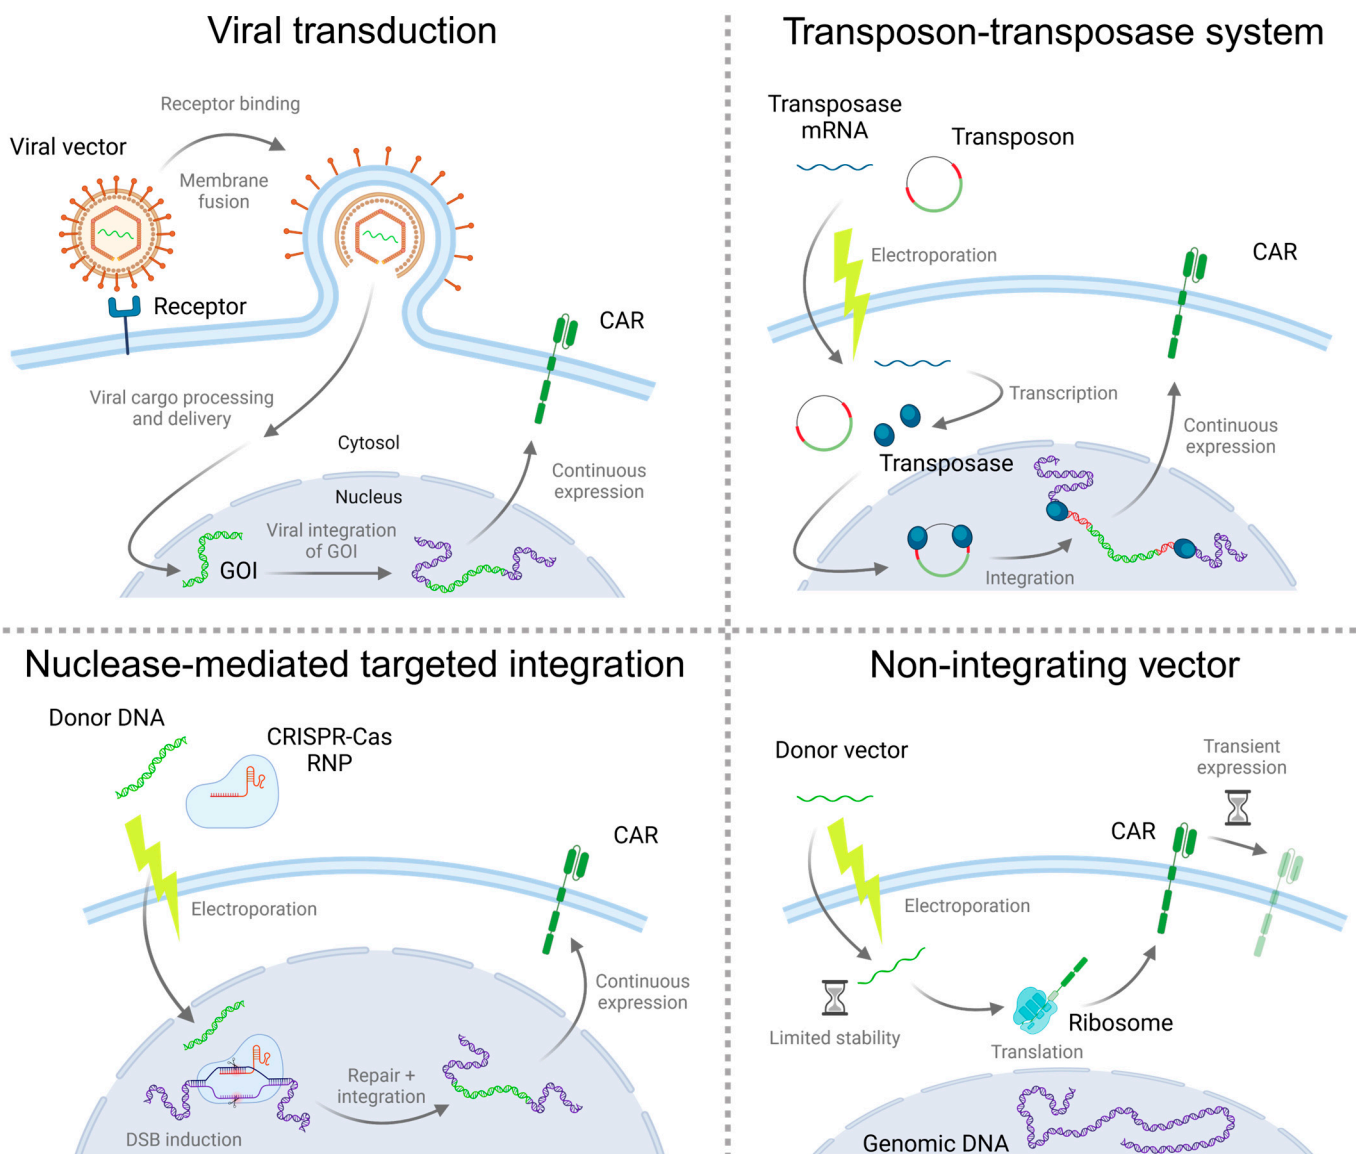 Viral transduction
Receptor binding
Viral vector
Membrane
fusion
Receptor
CAR
Viral cargo processing
and delivery
Cytosol
Nucleus
Continuous
expression
Viral integration
of GOI
GOI
Transposon-transposase system
Transposase
mRNA
Transposon
Electroporation
CAR
Transcription
Transposase
Continuous
expression
Integration
Nuclease-mediated targeted integration
Donor DNA
CRISPR-Cas
RNP
CAR
Electroporation
Continuous
expression
Repair +
integration
DSB induction
Non-integrating vector
Donor vector
Transient
expression
CAR
Electroporation
Limited stability
Ribosome
Translation
Genomic DNA